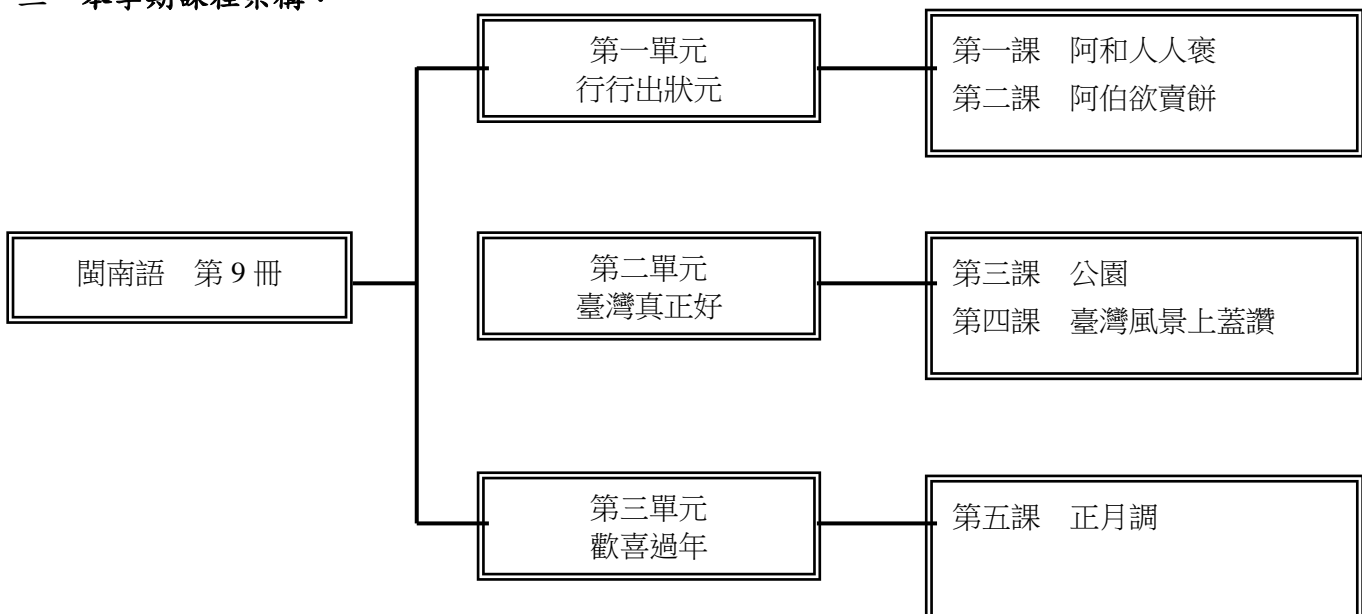 本學期課程架構：
第一單元
行行出狀元
第一課　阿和人人褒
第二課　阿伯欲賣餅
閩南語　第 9 冊
第二單元
臺灣真正好
第三課　公園
第四課　臺灣風景上蓋讚
第三單元
歡喜過年
第五課　正月調